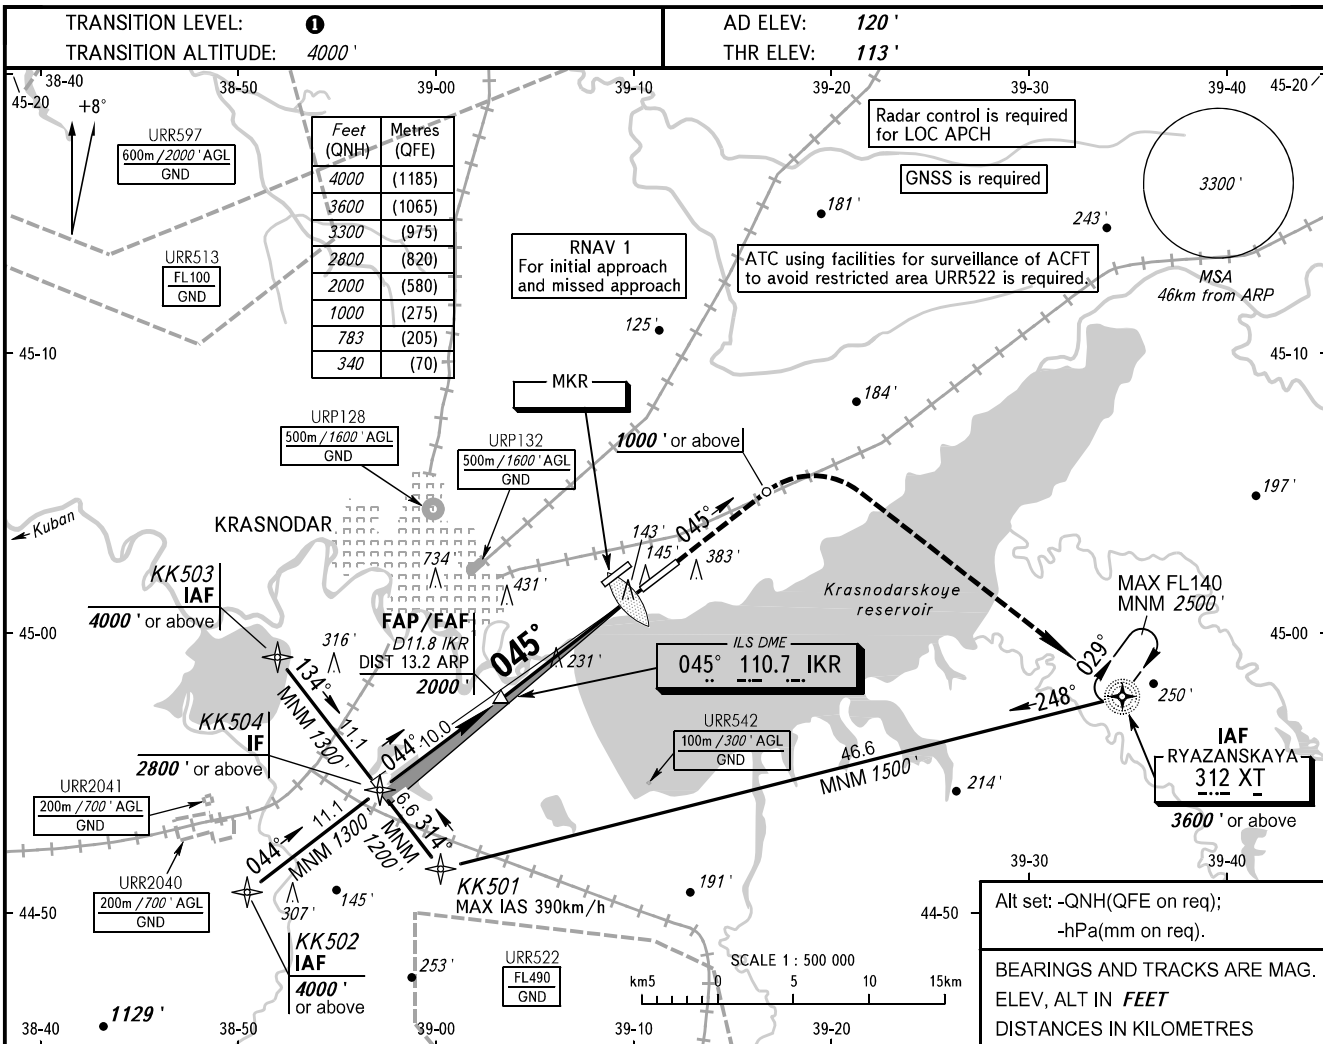 TRANSITION LEVEL: 1
TRANSITION ALTITUDE: 4000 '
AD ELEV: 120 '
THR ELEV: 113 '
38-40
38-50
39-00
39-10
39-20
39-30
39-40
45-20
45-20
+8°
URR597
600m / 2000 ' AGL
GND
URR513
FL100
GND
Feet (QNH) Metres (QFE)
4000 (1185)
3600 (1065)
3300 (975)
2800 (820)
2000 (580)
1000 (275)
783 (205)
340 (70)
RNAV 1
For initial approach
and missed approach
Radar control is required
for LOC APCH
GNSS is required
ATC using facilities for surveillance of ACFT
to avoid restricted area URR522 is required.
3300 '
MSA
46km from ARP
181 '
243 '
125 '
184 '
197 '
45-10
45-10
MKR
URP128
500m / 1600 ' AGL
GND
URP132
500m / 1600 ' AGL
GND
1000 ' or above
KRASNODAR
Kuban
734 '
431 '
143 '
145 '
383 '
045°
Krasnodarskoye
reservoir
KK503
IAF
4000 ' or above
316 '
FAP/FAF
D11.8 IKR
DIST 13.2 ARP
2000 '
045°
231 '
ILS DME
045° 110.7 IKR
MAX FL140
MNM 2500 '
029°
45-00
45-00
250 '
248°
134°
11.1
MNM 1300 '
KK504
IF
2800 ' or above
044°
10.0
URR542
100m / 300 ' AGL
GND
46.6
MNM 1500 '
IAF
RYAZANSKAYA
312 XT
3600 ' or above
URR2041
200m / 700 ' AGL
GND
044°
11.1
MNM 1300 '
6.6 314°
MNM
1200 '
214 '
URR2040
200m / 700 ' AGL
GND
307 '
145 '
KK501
MAX IAS 390km/h
191 '
39-30
39-40
44-50
44-50
KK502
IAF
4000 '
or above
253 '
URR522
FL490
GND
SCALE 1 : 500 000
km5 0 5 10 15km
1129 '
38-40
38-50
39-00
39-10
39-20
Alt set: -QNH(QFE on req);
-hPa(mm on req).
BEARINGS AND TRACKS ARE MAG.
ELEV, ALT IN FEET
DISTANCES IN KILOMETRES